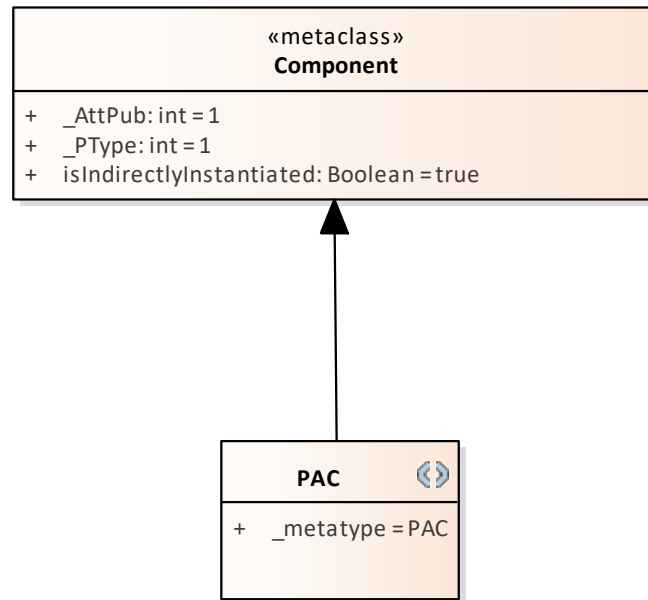 «metaclass»
Component
+ _AttPub: int = 1
+ _PType: int = 1
+ isIndirectlyInstantiated: Boolean = true
PAC
+ _metatype = PAC